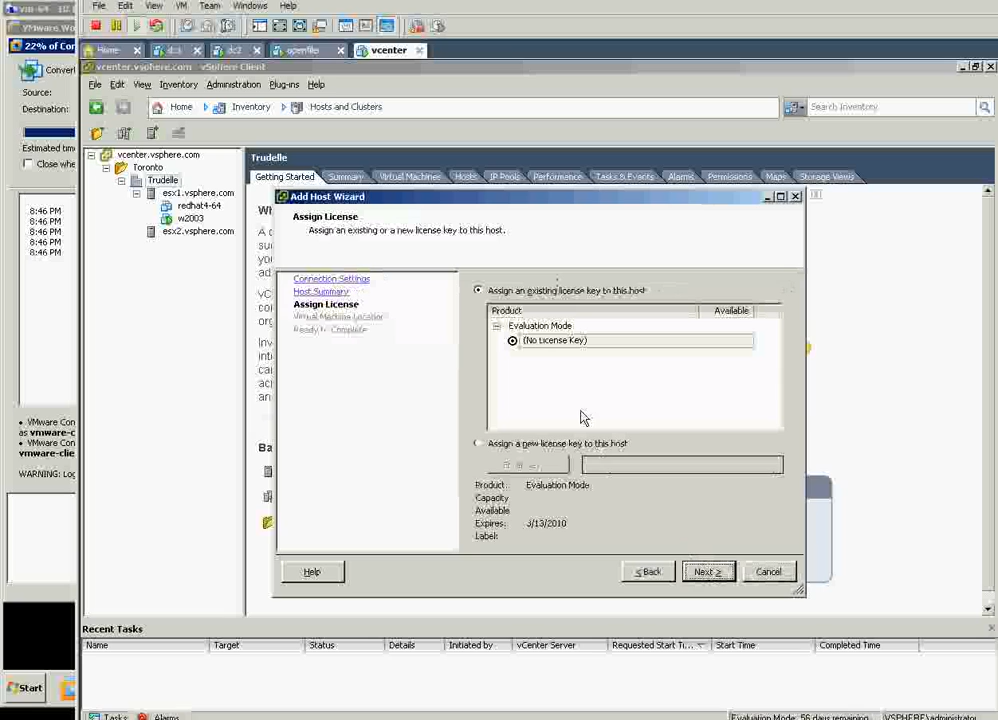 File Edit View VM Team Windows Help
22% of Cor
Home dc1 dc2 openfiler vcenter
vcenter.vsphere.com - vSphere Client
Convert
Source:
Destination:
Estimated time
Close whe
8:46 PM
8:46 PM
8:46 PM
8:46 PM
8:46 PM
VMware Con
as vmware-c
VMware Con
vmware-clie
WARNING: Log
Start
File Edit View Inventory Administration Plug-ins Help
Home Inventory Hosts and Clusters
Search Inventory
vcenter.vsphere.com
Toronto
Trudelle
esx1.vsphere.com
redhat4-64
w2003
esx2.vsphere.com
Trudelle
Getting Started Summary Virtual Machines Hosts IP Pools Performance Tasks & Events Alarms Permissions Maps Storage Views
Add Host Wizard
Assign License
Assign an existing or a new license key to this host.
Connection Settings
Host Summary
Assign License
Virtual Machine Location
Ready to Complete
Assign an existing license key to this host
Product Available
Evaluation Mode
(No License Key)
Assign a new license key to this host
Product: Evaluation Mode
Capacity
Available
Expires: 3/13/2010
Label:
Help < Back Next > Cancel
Recent Tasks
Name Target Status Details Initiated by vCenter Server Requested Start Ti... Start Time Completed Time
Tasks Alarms
Evaluation Mode: 56 days remaining VSPHERE\administrator